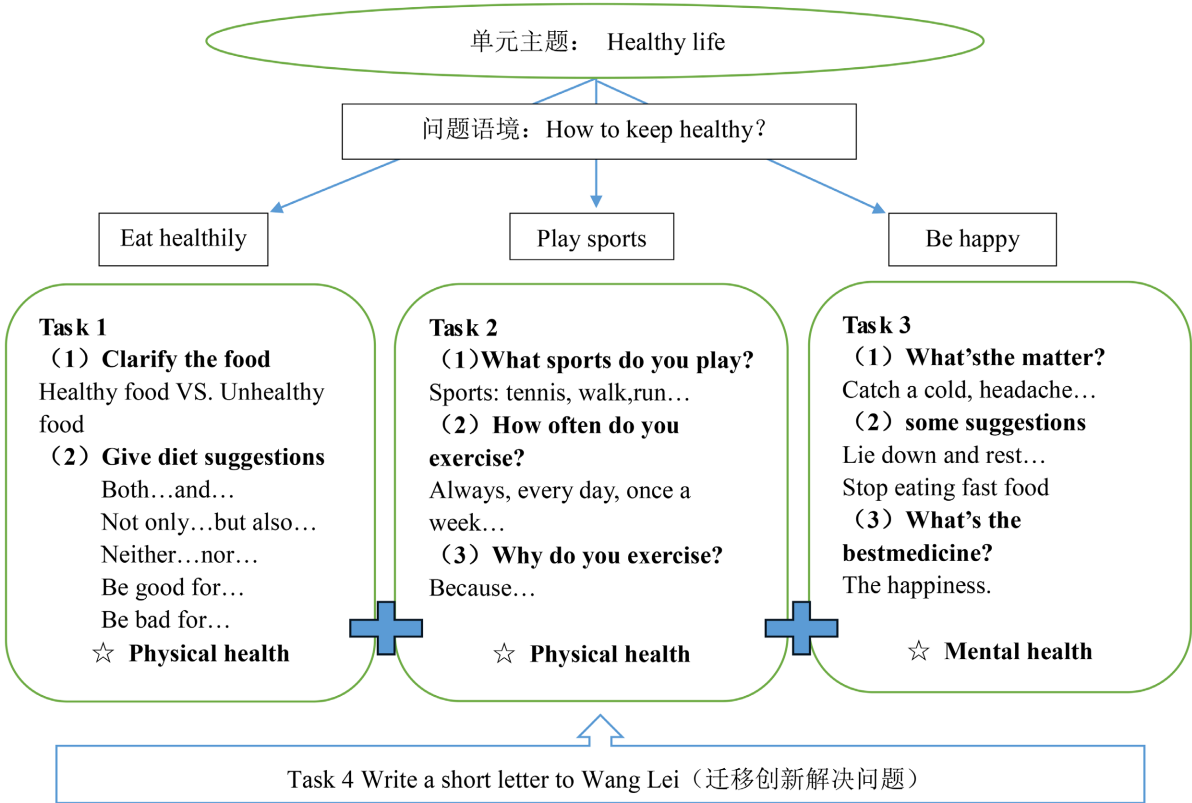 单元主题： Healthy life
问题语境：How to keep healthy？
Eat healthily
Play sports
Be happy
Task 1
（1）Clarify the food
Healthy food VS. Unhealthy
food
（2）Give diet suggestions
Both…and…
Not only…but also…
Neither…nor…
Be good for…
Be bad for…
☆ Physical health
Task 2
（1)What sports do you play?
Sports: tennis, walk,run…
（2）How often do you
exercise?
Always, every day, once a
week…
（3）Why do you exercise?
Because…
☆ Physical health
Task 3
（1）What'sthe matter?
Catch a cold, headache…
（2）some suggestions
Lie down and rest…
Stop eating fast food
（3）What's the
bestmedicine?
The happiness.
☆ Mental health
Task 4 Write a short letter to Wang Lei（迁移创新解决问题）